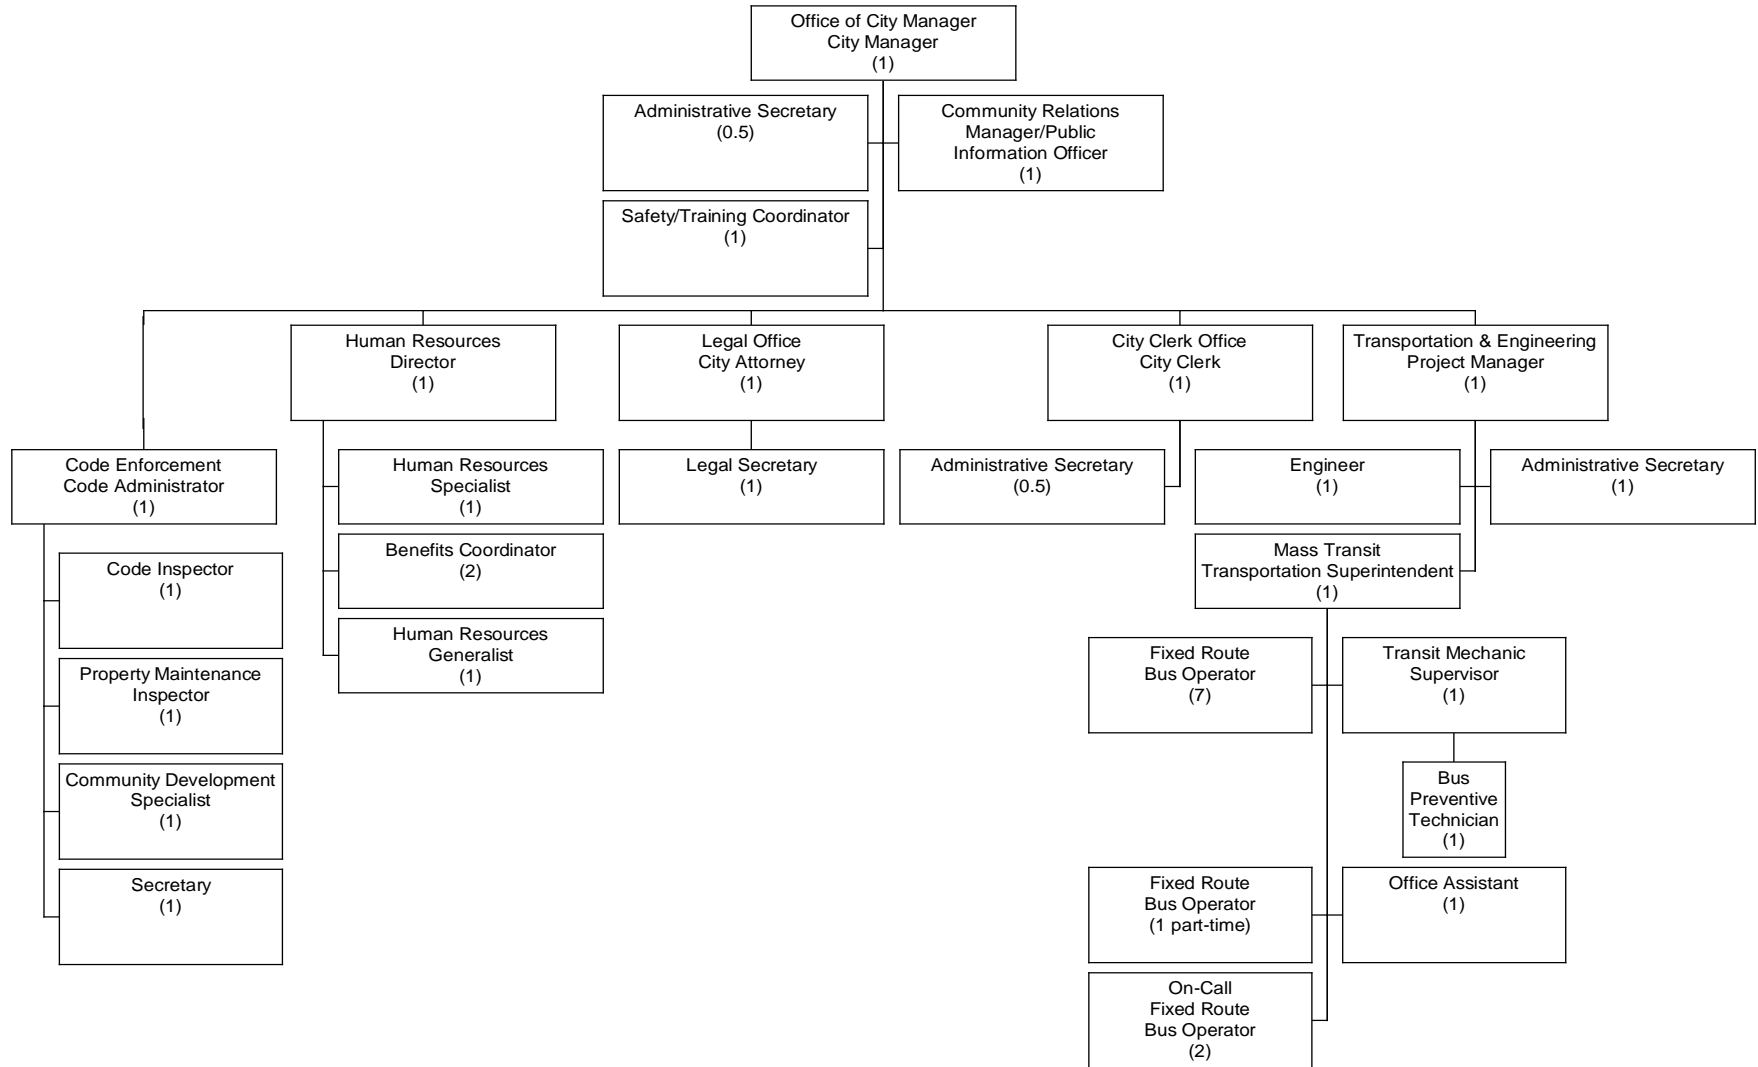 Office of City Manager
City Manager
(1)
Administrative Secretary
(0.5)
Community Relations
Manager/Public
Information Officer
(1)
Safety/Training Coordinator
(1)
Human Resources
Director
(1)
Legal Office
City Attorney
(1)
City Clerk Office
City Clerk
(1)
Transportation & Engineering
Project Manager
(1)
Code Enforcement
Code Administrator
(1)
Human Resources
Specialist
(1)
Legal Secretary
(1)
Administrative Secretary
(0.5)
Engineer
(1)
Administrative Secretary
(1)
Code Inspector
(1)
Benefits Coordinator
(2)
Mass Transit
Transportation Superintendent
(1)
Property Maintenance
Inspector
(1)
Human Resources
Generalist
(1)
Fixed Route
Bus Operator
(7)
Transit Mechanic
Supervisor
(1)
Community Development
Specialist
(1)
Bus
Preventive
Technician
(1)
Secretary
(1)
Fixed Route
Bus Operator
(1 part-time)
Office Assistant
(1)
On-Call
Fixed Route
Bus Operator
(2)